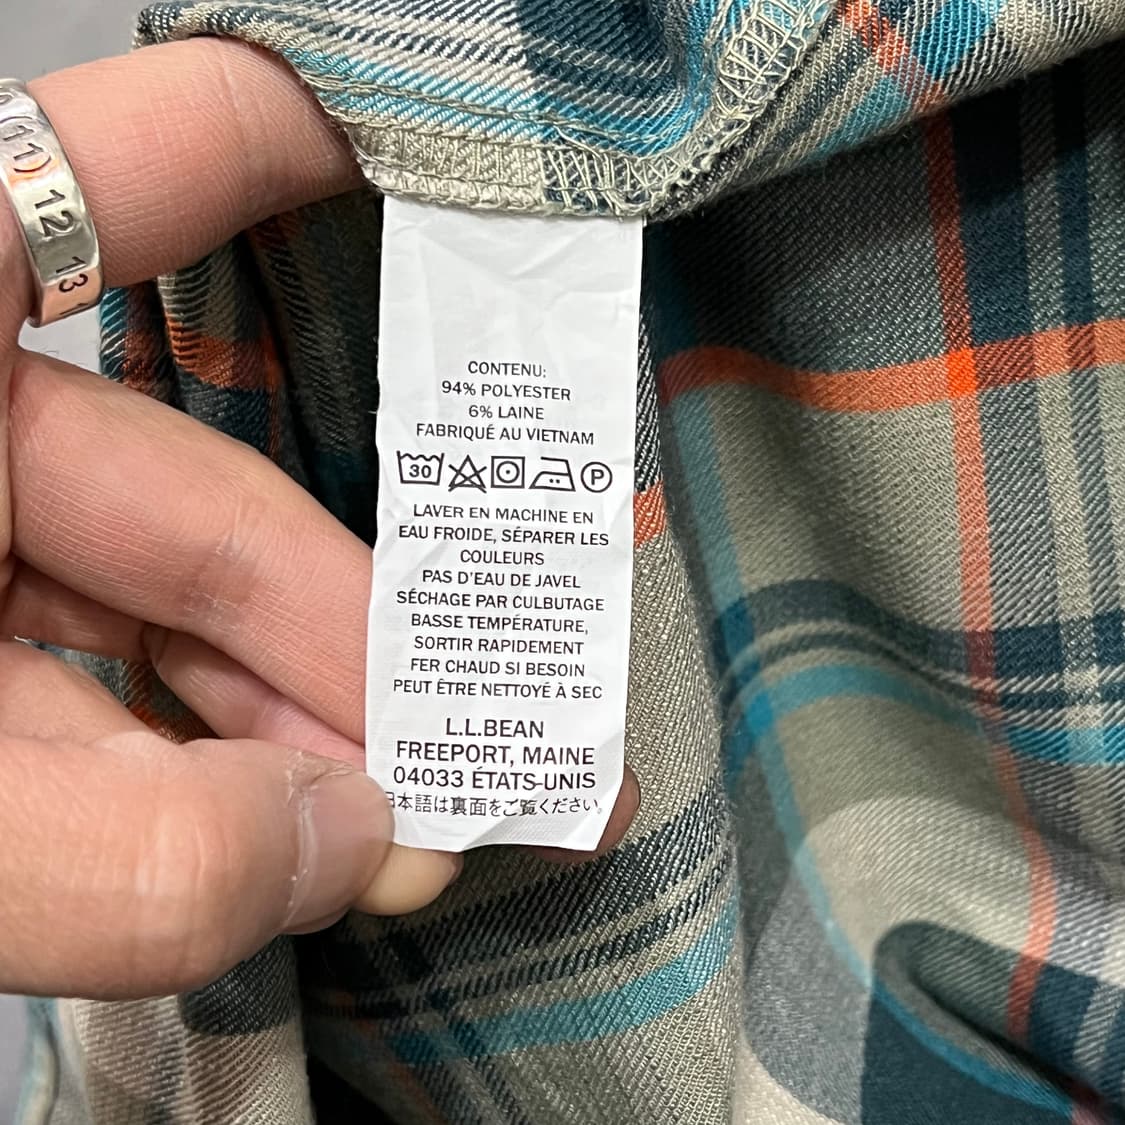 11)
12
13
CONTENU:
94% POLYESTER
6% LAINE
FABRIQUÉ AU VIETNAM
30
P
LAVER EN MACHINE EN
EAU FROIDE, SÉPARER LES
COULEURS
PAS D'EAU DE JAVEL
SÉCHAGE PAR CULBUTAGE
BASSE TEMPÉRATURE,
SORTIR RAPIDEMENT
FER CHAUD SI BESOIN
PEUT ÊTRE NETTOYÉ À SEC
L.L.BEAN
FREEPORT, MAINE
04033 ÉTATS-UNIS
日本語は裏面をご覧ください。